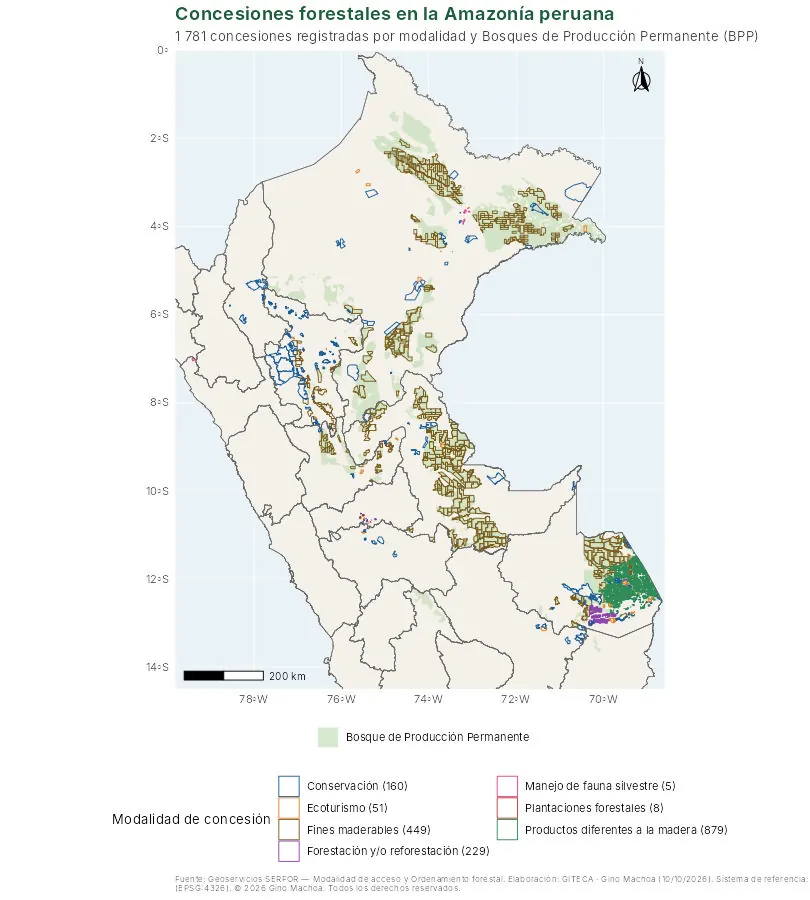 Concesiones forestales en la Amazonía peruana
1 781 concesiones registradas por modalidad y Bosques de Producción Permanente (BPP)
N
0°
2°S
4°S
6°S
8°S
10°S
12°S
14°S
200 km
78°W
76°W
74°W
72°W
70°W
Bosque de Producción Permanente
Modalidad de concesión
Conservación (160)
Ecoturismo (51)
Fines maderables (449)
Forestación y/o reforestación (229)
Manejo de fauna silvestre (5)
Plantaciones forestales (8)
Productos diferentes a la madera (879)
Fuente: Geoservicios SERFOR — Modalidad de acceso y Ordenamiento forestal. Elaboración: GITECA · Gino Machoa (10/10/2026). Sistema de referencia:
(EPSG:4326). © 2026 Gino Machoa. Todos los derechos reservados.